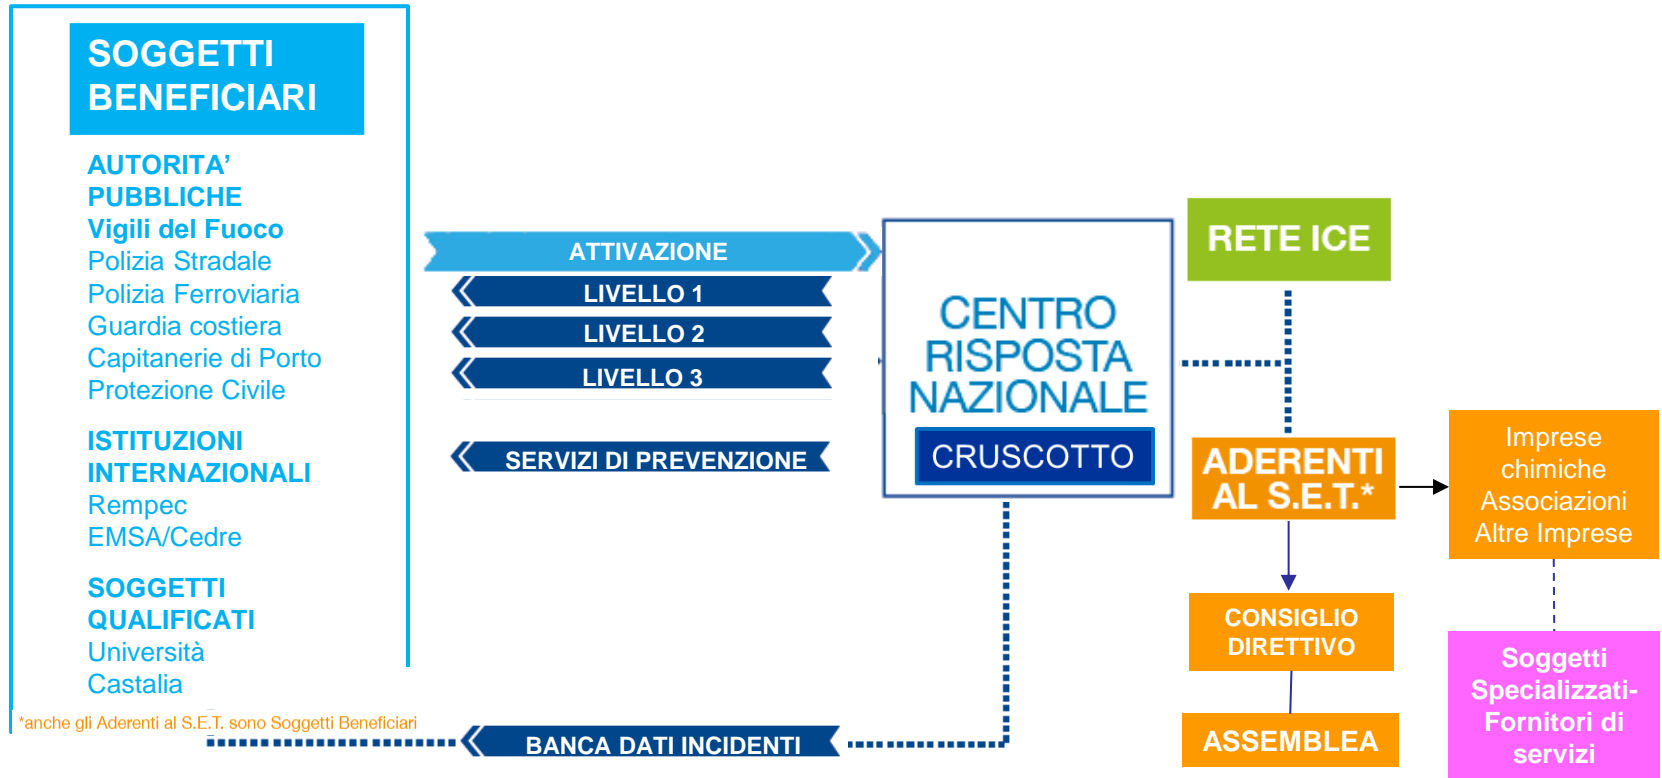 SOGGETTI
BENEFICIARI
AUTORITA’
PUBBLICHE
Vigili del Fuoco
Polizia Stradale
Polizia Ferroviaria
Guardia costiera
Capitanerie di Porto
Protezione Civile
ISTITUZIONI
INTERNAZIONALI
Rempec
EMSA/Cedre
SOGGETTI
QUALIFICATI
Università
Castalia
*anche gli Aderenti al S.E.T. sono Soggetti Beneficiari
ATTIVAZIONE
LIVELLO 1
LIVELLO 2
LIVELLO 3
SERVIZI DI PREVENZIONE
BANCA DATI INCIDENTI
CENTRO
RISPOSTA
NAZIONALE
CRUSCOTTO
RETE ICE
ADERENTI
AL S.E.T.*
CONSIGLIO
DIRETTIVO
ASSEMBLEA
Imprese
chimiche
Associazioni
Altre Imprese
Soggetti
Specializzati-
Fornitori di
servizi